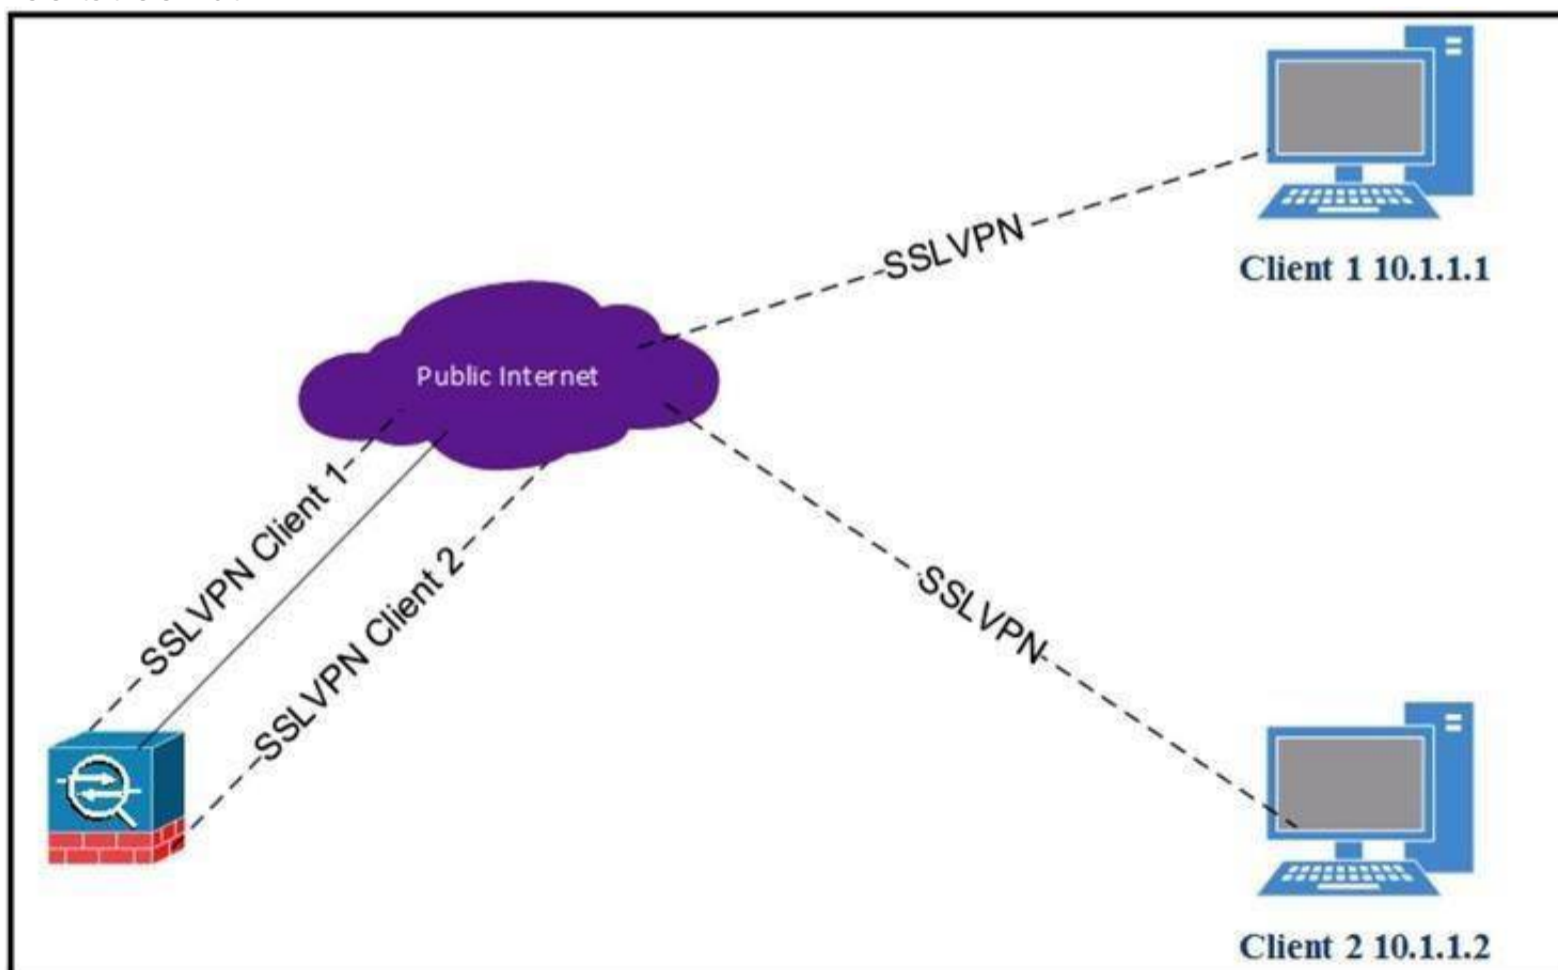 Client 1 10.1.1.1
SSLVPN
Public Internet
SSLVPN Client 1
SSLVPN Client 2
SSLVPN
Client 2 10.1.1.2